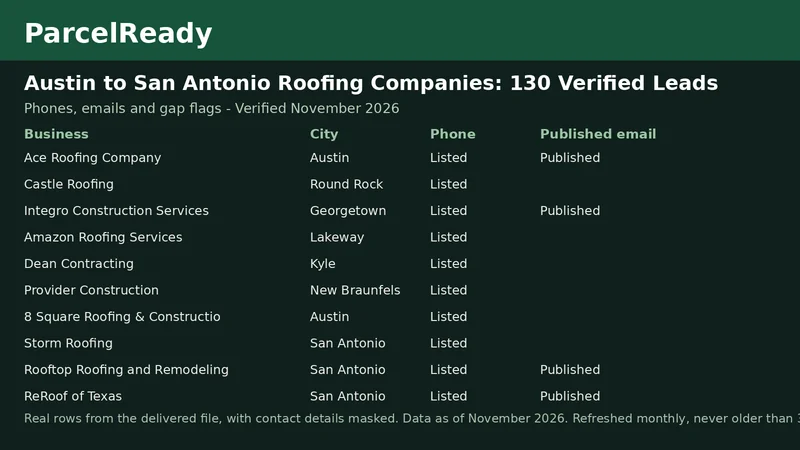 ParcelReady
Austin to San Antonio Roofing Companies: 130 Verified Leads
Phones, emails and gap flags - Verified November 2026
Business City Phone Published email
Ace Roofing Company Austin Listed Published
Castle Roofing Round Rock Listed
Integro Construction Services Georgetown Listed Published
Amazon Roofing Services Lakeway Listed
Dean Contracting Kyle Listed
Provider Construction New Braunfels Listed
8 Square Roofing & Constructio Austin Listed
Storm Roofing San Antonio Listed
Rooftop Roofing and Remodeling San Antonio Listed Published
ReRoof of Texas San Antonio Listed Published
Real rows from the delivered file, with contact details masked. Data as of November 2026. Refreshed monthly, never older than